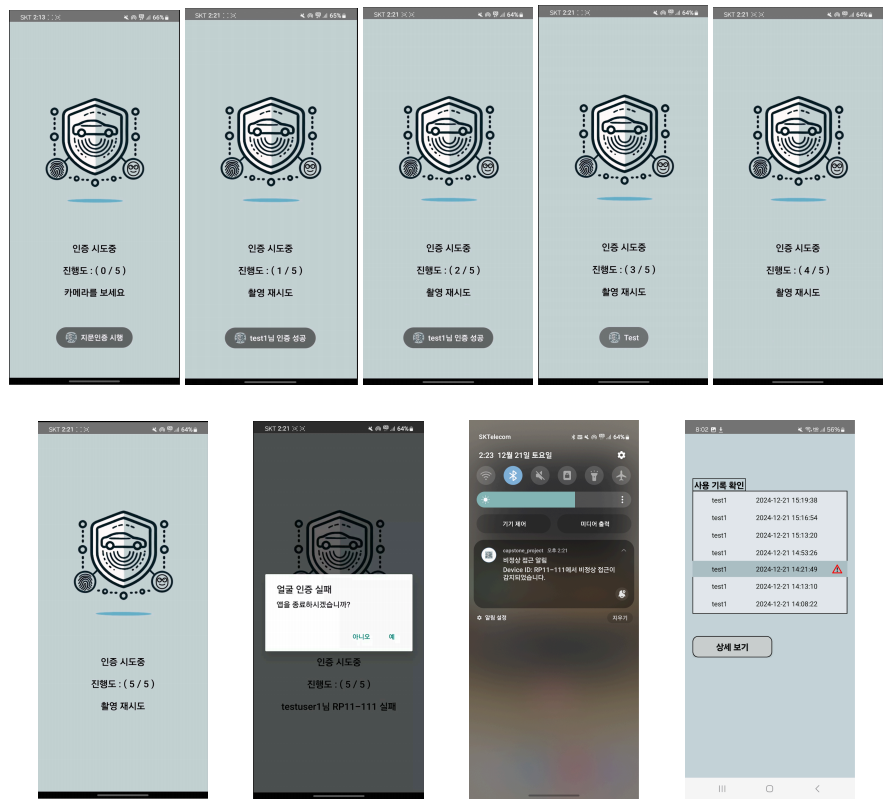 SKT 2:13
66%
인증 시도중
진행도 : ( 0 / 5 )
카메라를 보세요
지문인증 시행
SKT 2:21
65%
인증 시도중
진행도 : ( 1 / 5 )
촬영 재시도
test1님 인증 성공
SKT 2:21
64%
인증 시도중
진행도 : ( 2 / 5 )
촬영 재시도
test1님 인증 성공
SKT 2:21
64%
인증 시도중
진행도 : ( 3 / 5 )
촬영 재시도
Test
SKT 2:21
64%
인증 시도중
진행도 : ( 4 / 5 )
촬영 재시도
SKT 2:21
64%
인증 시도중
진행도 : ( 5 / 5 )
촬영 재시도
SKT 2:21
64%
얼굴 인증 실패
앱을 종료하시겠습니까?
아니오 예
인증 시도중
진행도 : ( 5 / 5 )
testuser1님 RP11-111 실패
SKTelecom
64%
2:23 12월 21일 토요일
기기 제어 미디어 출력
capstone_project 오후 2:21
비정상 접근 알림
Device ID: RP11-111에서 비정상 접근이
감지되었습니다.
알림 설정 지우기
8:02
56%
사용 기록 확인
test1 2024-12-21 15:19:38
test1 2024-12-21 15:16:54
test1 2024-12-21 15:13:20
test1 2024-12-21 14:53:26
test1 2024-12-21 14:21:49
test1 2024-12-21 14:13:10
test1 2024-12-21 14:08:22
상세 보기